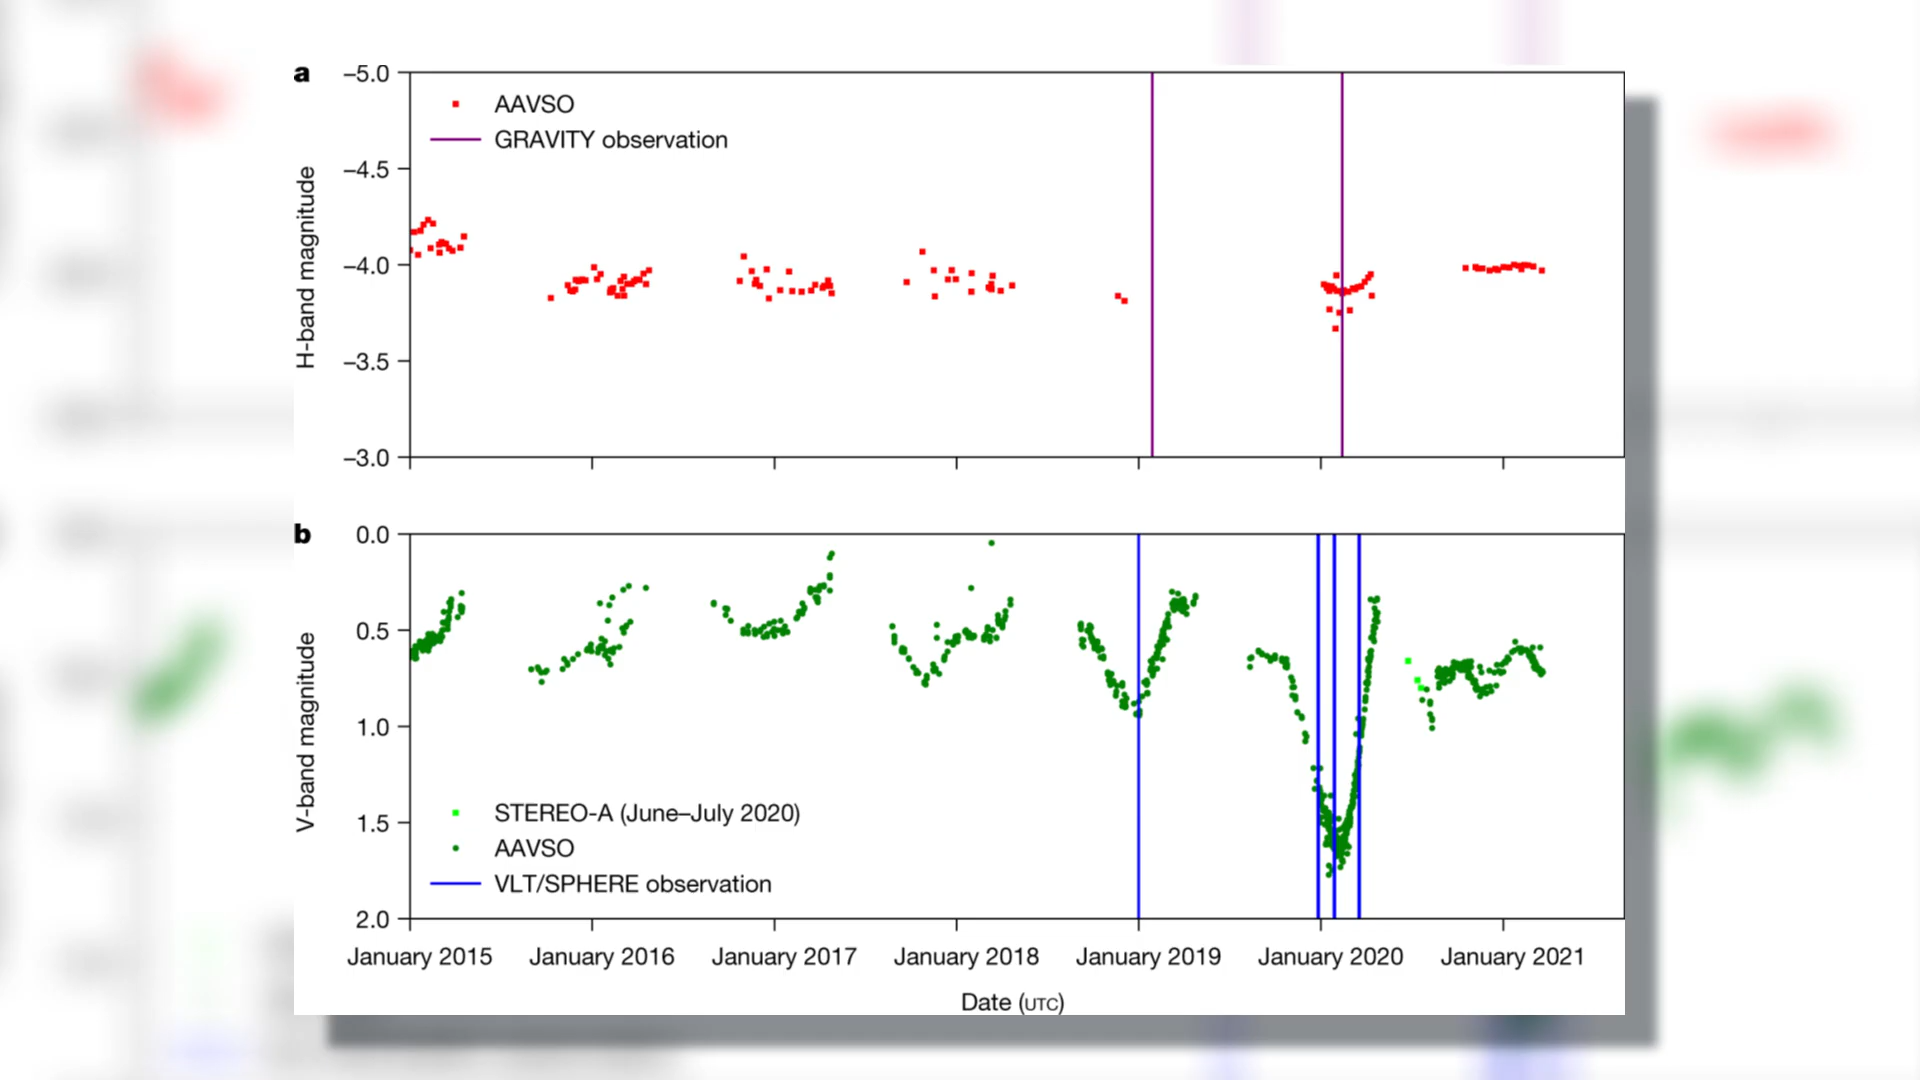 a
−5.0
AAVSO
GRAVITY observation
−4.5
−4.0
−3.5
−3.0
H-band magnitude
b
0.0
0.5
1.0
1.5
2.0
V-band magnitude
STEREO-A (June–July 2020)
AAVSO
VLT/SPHERE observation
January 2015 January 2016 January 2017 January 2018 January 2019 January 2020 January 2021
Date (UTC)